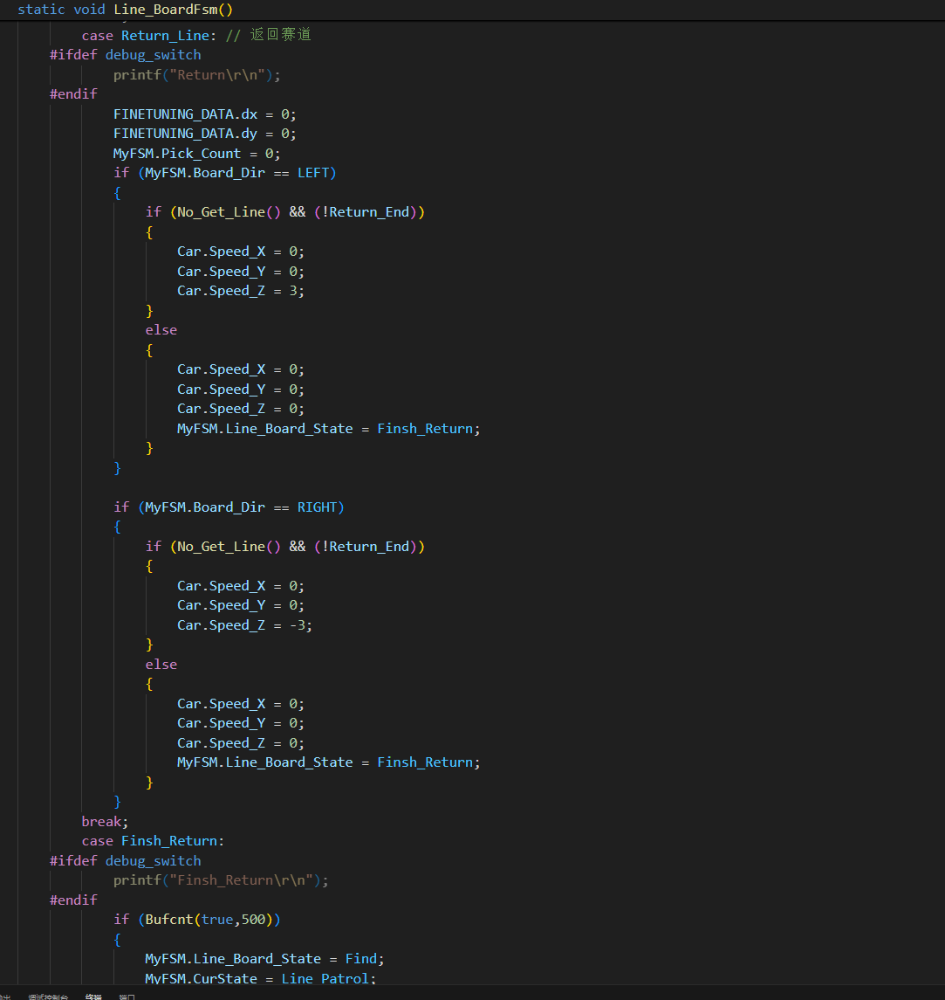 static void Line_BoardFsm()
case Return_Line: // 返回赛道
#ifdef debug_switch
printf("Return\r\n");
#endif
FINETUNING_DATA.dx = 0;
FINETUNING_DATA.dy = 0;
MyFSM.Pick_Count = 0;
if (MyFSM.Board_Dir == LEFT)
{
if (No_Get_Line() && (!Return_End))
{
Car.Speed_X = 0;
Car.Speed_Y = 0;
Car.Speed_Z = 3;
}
else
{
Car.Speed_X = 0;
Car.Speed_Y = 0;
Car.Speed_Z = 0;
MyFSM.Line_Board_State = Finsh_Return;
}
}
if (MyFSM.Board_Dir == RIGHT)
{
if (No_Get_Line() && (!Return_End))
{
Car.Speed_X = 0;
Car.Speed_Y = 0;
Car.Speed_Z = -3;
}
else
{
Car.Speed_X = 0;
Car.Speed_Y = 0;
Car.Speed_Z = 0;
MyFSM.Line_Board_State = Finsh_Return;
}
}
break;
case Finsh_Return:
#ifdef debug_switch
printf("Finsh_Return\r\n");
#endif
if (Bufcnt(true,500))
{
MyFSM.Line_Board_State = Find;
MyFSM.CurState = Line_Patrol;